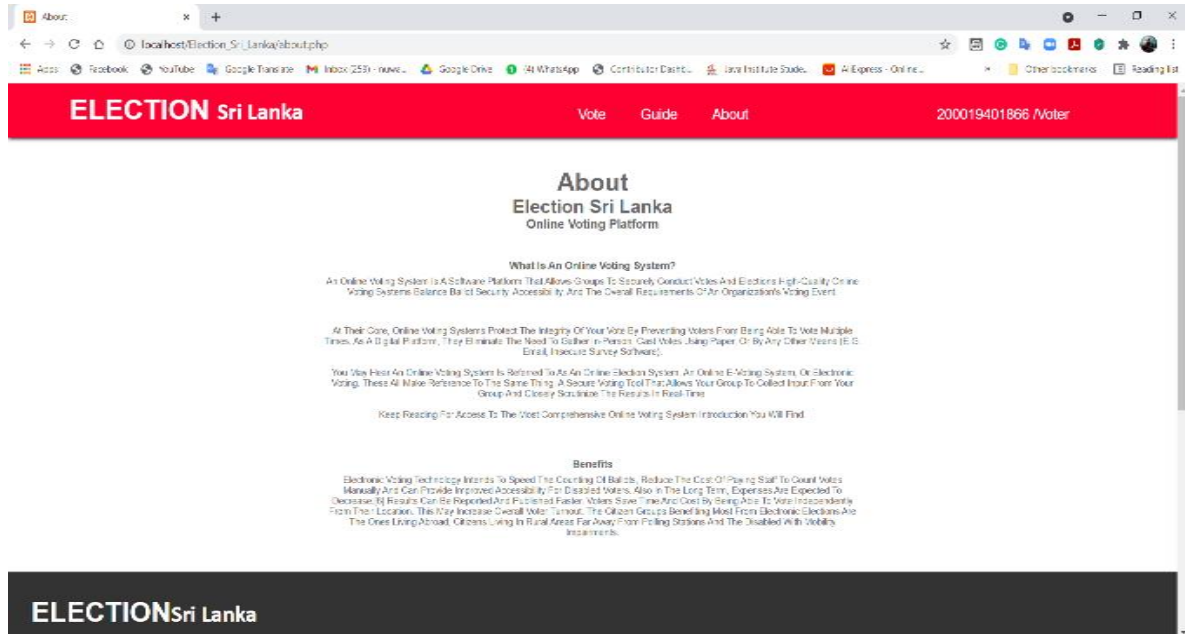 About
localhost/Election_Sri_Lanka/about.php
Apps Facebook YouTube Google Translate Inbox (253) - nuwa... Google Drive (4) WhatsApp Contributor Dashb... Java Institute Stude... AliExpress - Online... Other bookmarks Reading list
ELECTION Sri Lanka Vote Guide About 200019401866 /Voter
About
Election Sri Lanka
Online Voting Platform
What Is An Online Voting System?
An Online Voting System Is A Software Platform That Allows Groups To Securely Conduct Votes And Elections High-Quality Online
Voting Systems Balance Ballot Security, Accessibility, And The Overall Requirements Of An Organization's Voting Event.
At Their Core, Online Voting Systems Protect The Integrity Of Your Vote By Preventing Voters From Being Able To Vote Multiple
Times. As A Digital Platform, They Eliminate The Need To Gather In-Person, Cast Votes Using Paper, Or By Any Other Means (E.G.
Email, Insecure Survey Software).
You May Hear An Online Voting System Is Referred To As An Online Election System, An Online E-Voting System, Or Electronic
Voting. These All Make Reference To The Same Thing: A Secure Voting Tool That Allows Your Group To Collect Input From Your
Group And Closely Scrutinize The Results In Real-Time
Keep Reading For Access To The Most Comprehensive Online Voting System Introduction You Will Find
Benefits
Electronic Voting Technology Intends To Speed The Counting Of Ballots, Reduce The Cost Of Paying Staff To Count Votes
Manually And Can Provide Improved Accessibility For Disabled Voters. Also In The Long Term, Expenses Are Expected To
Decrease.[6] Results Can Be Reported And Published Faster. Voters Save Time And Cost By Being Able To Vote Independently
From Their Location. This May Increase Overall Voter Turnout. The Citizen Groups Benefiting Most From Electronic Elections Are
The Ones Living Abroad, Citizens Living In Rural Areas Far Away From Polling Stations And The Disabled With Mobility
Impairments.
ELECTIONSri Lanka